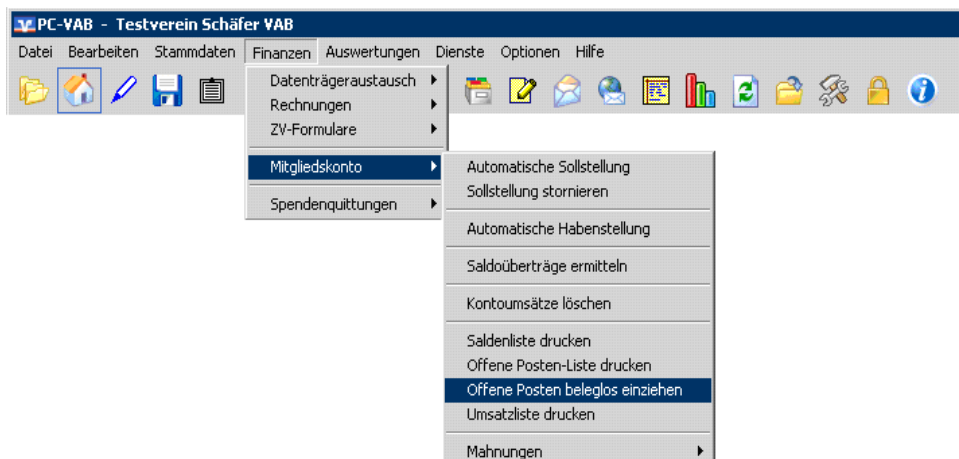 PC-VAB - Testverein Schäfer VAB
Datei Bearbeiten Stammdaten Finanzen Auswertungen Dienste Optionen Hilfe
Datenträgeraustausch
Rechnungen
ZV-Formulare
Mitgliedskonto
Spendenquittungen
Automatische Sollstellung
Sollstellung stornieren
Automatische Habenstellung
Saldoüberträge ermitteln
Kontoumsätze löschen
Saldenliste drucken
Offene Posten-Liste drucken
Offene Posten beleglos einziehen
Umsatzliste drucken
Mahnungen